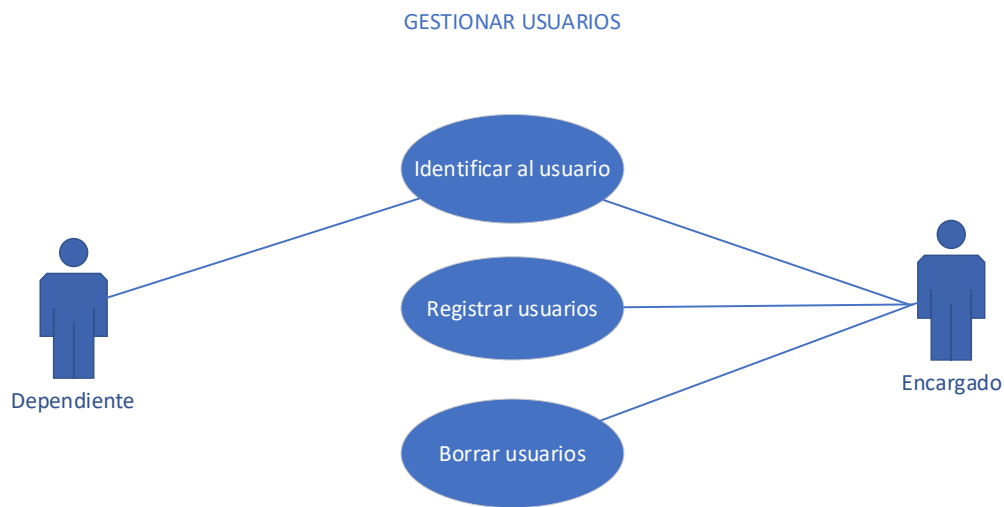 GESTIONAR USUARIOS
Identificar al usuario
Registrar usuarios
Dependiente
Encargado
Borrar usuarios